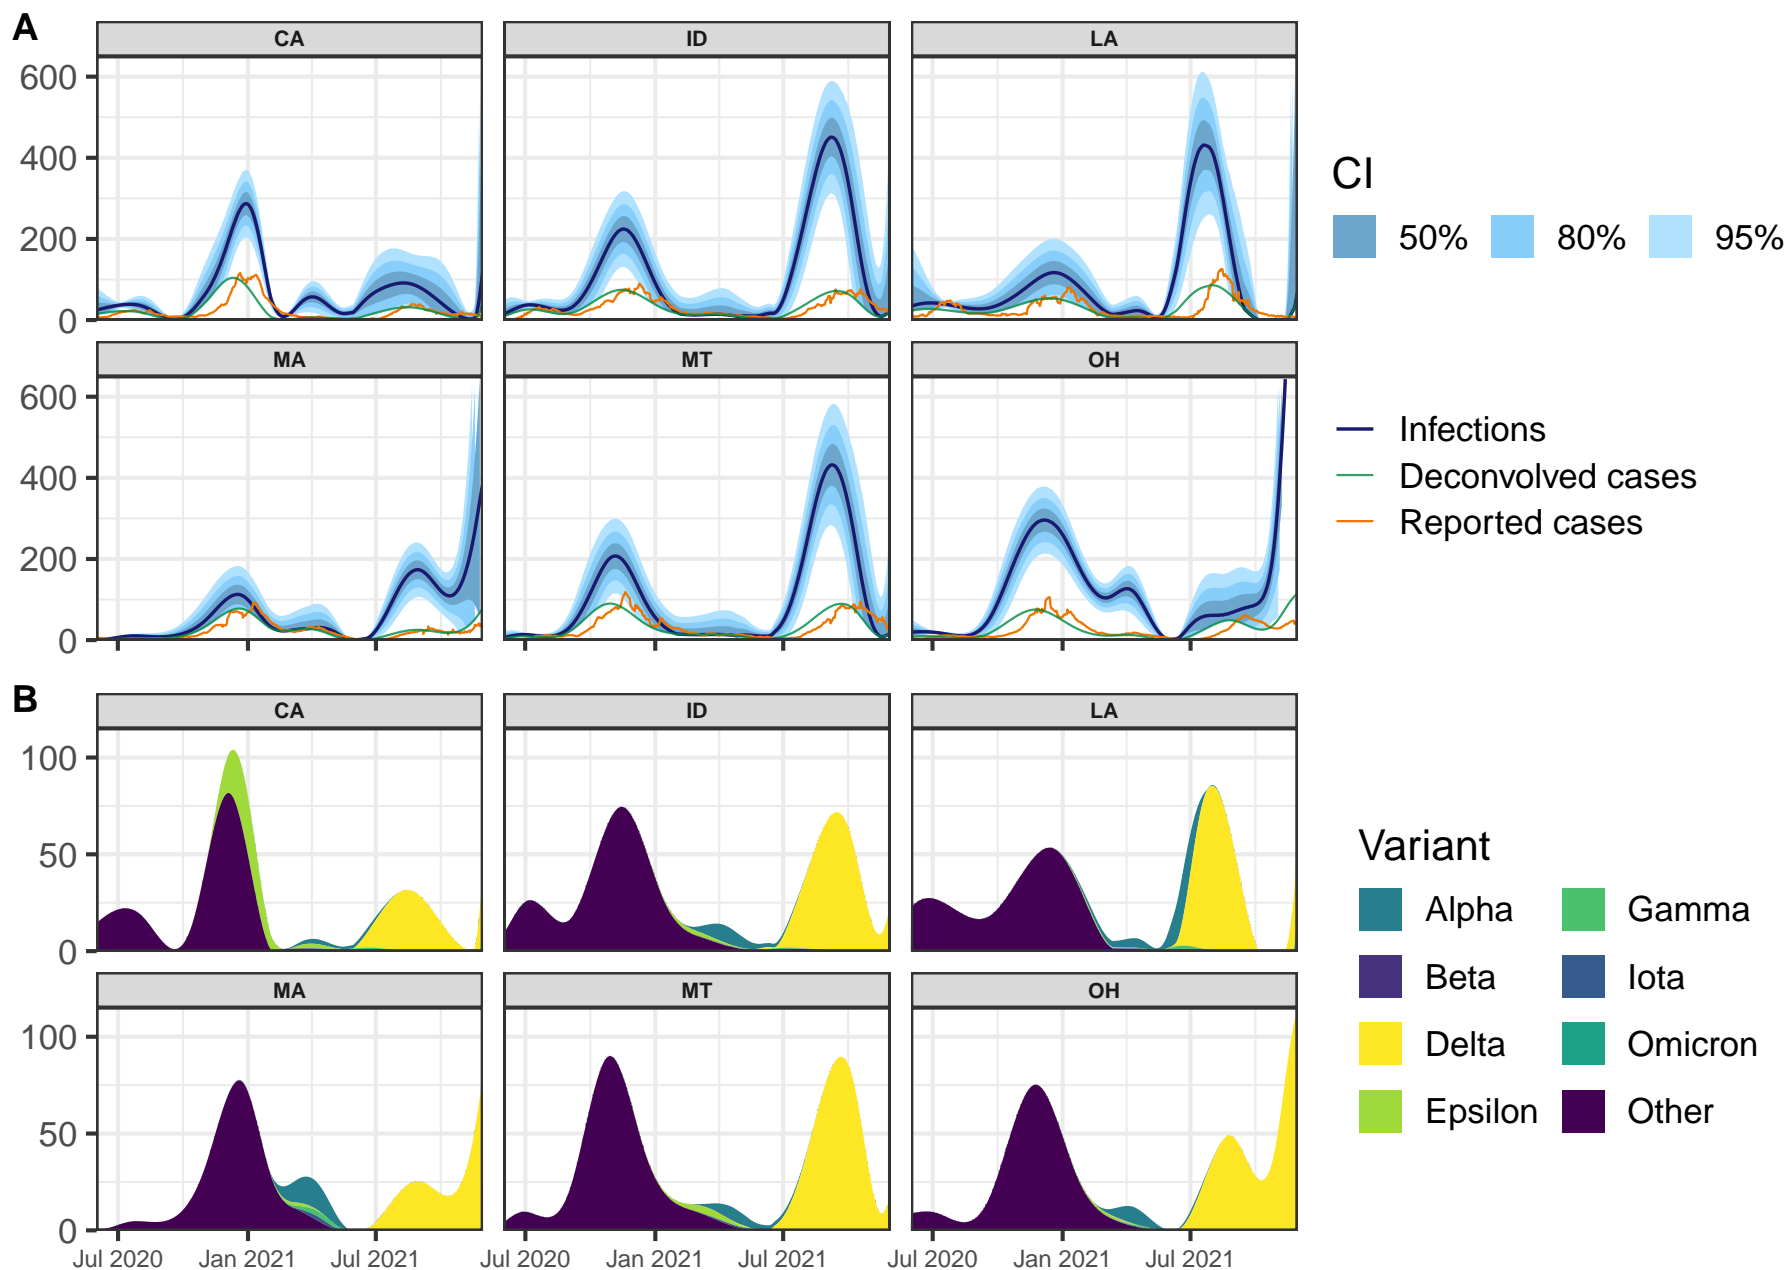 A
CA ID LA
600
400
200
0
CI
50% 80% 95%
MA MT OH
600
400
200
0
Infections
Deconvolved cases
Reported cases
B
CA ID LA
100
50
0
MA MT OH
100
50
0
Jul 2020 Jan 2021 Jul 2021 Jul 2020 Jan 2021 Jul 2021 Jul 2020 Jan 2021 Jul 2021
Variant
Alpha Gamma
Beta Iota
Delta Omicron
Epsilon Other